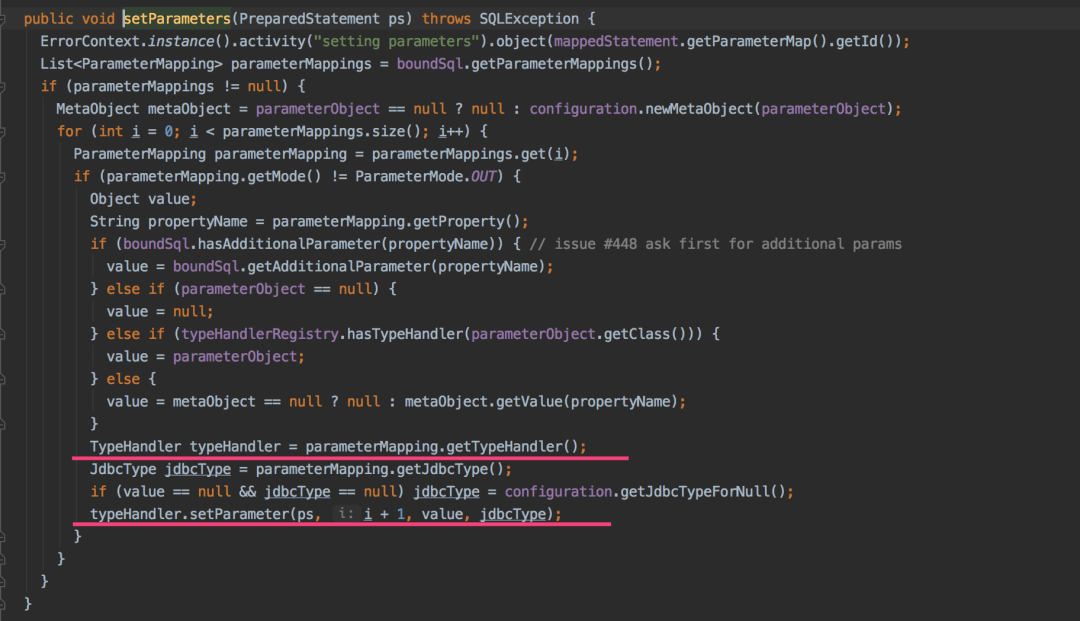 public void setParameters(PreparedStatement ps) throws SQLException {
ErrorContext.instance().activity("setting parameters").object(mappedStatement.getParameterMap().getId());
List<ParameterMapping> parameterMappings = boundSql.getParameterMappings();
if (parameterMappings != null) {
MetaObject metaObject = parameterObject == null ? null : configuration.newMetaObject(parameterObject);
for (int i = 0; i < parameterMappings.size(); i++) {
ParameterMapping parameterMapping = parameterMappings.get(i);
if (parameterMapping.getMode() != ParameterMode.OUT) {
Object value;
String propertyName = parameterMapping.getProperty();
if (boundSql.hasAdditionalParameter(propertyName)) { // issue #448 ask first for additional params
value = boundSql.getAdditionalParameter(propertyName);
} else if (parameterObject == null) {
value = null;
} else if (typeHandlerRegistry.hasTypeHandler(parameterObject.getClass())) {
value = parameterObject;
} else {
value = metaObject == null ? null : metaObject.getValue(propertyName);
}
TypeHandler typeHandler = parameterMapping.getTypeHandler();
JdbcType jdbcType = parameterMapping.getJdbcType();
if (value == null && jdbcType == null) jdbcType = configuration.getJdbcTypeForNull();
typeHandler.setParameter(ps, i: i + 1, value, jdbcType);
}
}
}
}